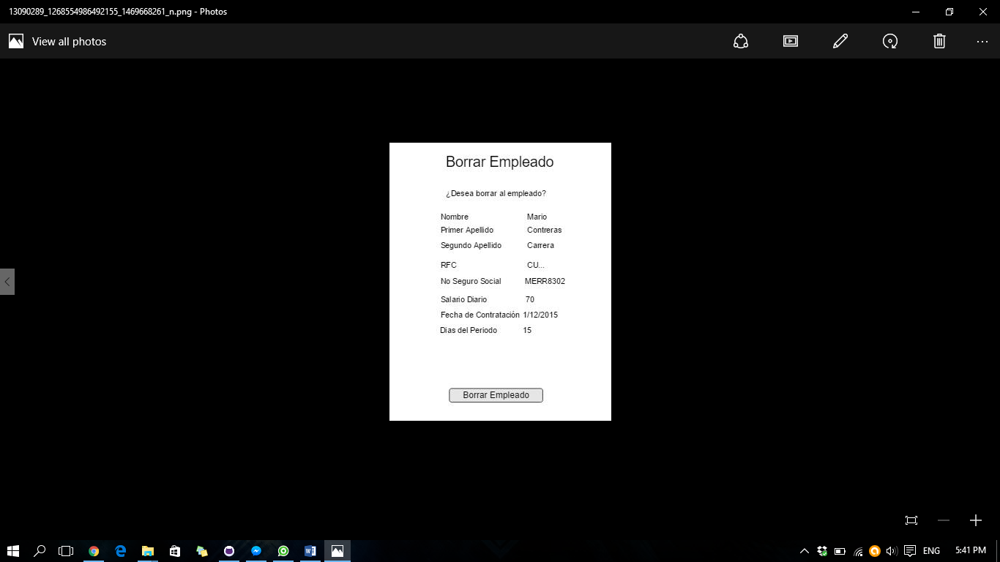 13090289_1268554986492155_1469668261_n.png - Photos
View all photos
Borrar Empleado
¿Desea borrar al empleado?
Nombre Mario
Primer Apellido Contreras
Segundo Apellido Carrera
RFC CU...
No Seguro Social MERR8302
Salario Diario 70
Fecha de Contratación 1/12/2015
Días del Periodo 15
Borrar Empleado
ENG 5:41 PM